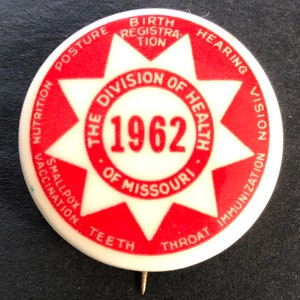 BIRTH
REGISTRA-
TION
HEARING
VISION
IMMUNIZATION
THROAT
TEETH
SMALLPOX
VACCINATION
NUTRITION
POSTURE
THE DIVISION OF HEALTH
· OF MISSOURI ·
1962